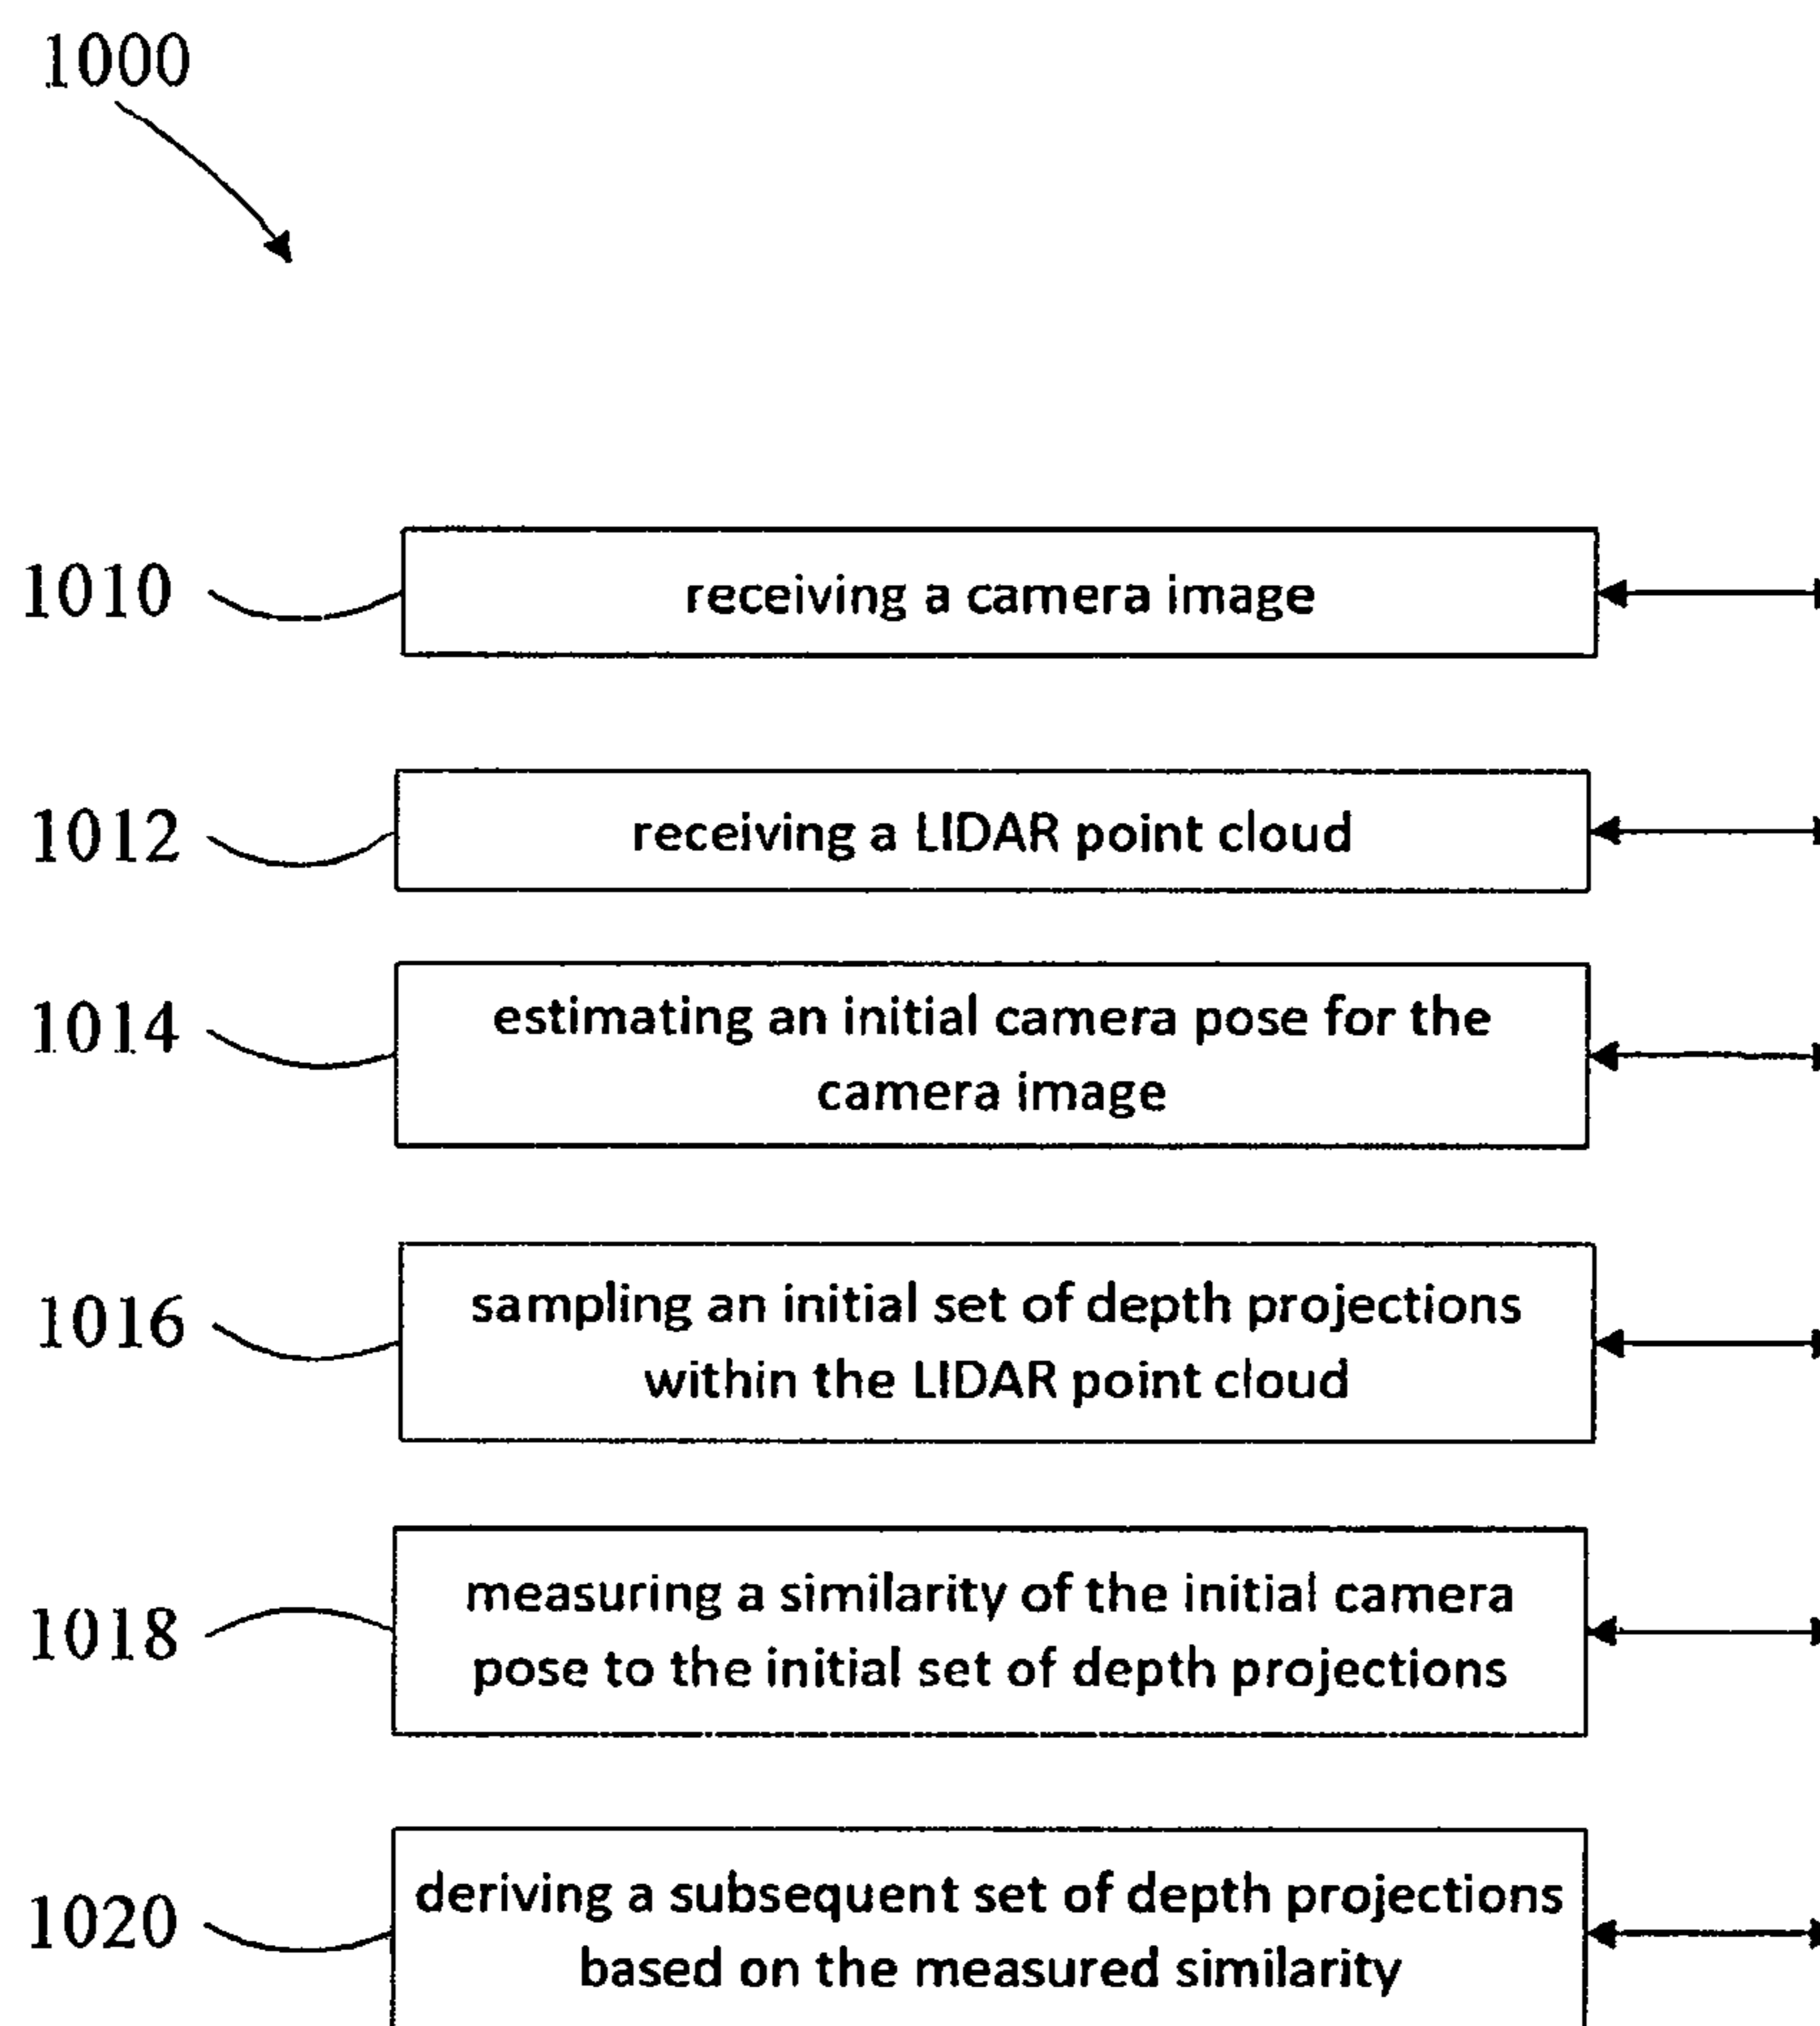 1000
1010 receiving a camera image
1012 receiving a LIDAR point cloud
1014 estimating an initial camera pose for the
camera image
1016 sampling an initial set of depth projections
within the LIDAR point cloud
1018 measuring a similarity of the initial camera
pose to the initial set of depth projections
1020 deriving a subsequent set of depth projections
based on the measured similarity